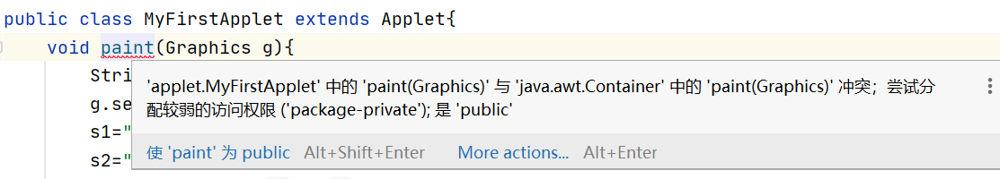 public class MyFirstApplet extends Applet{
void paint(Graphics g){
Stri
'applet.MyFirstApplet' 中的 'paint(Graphics)' 与 'java.awt.Container' 中的 'paint(Graphics)' 冲突；尝试分
g.se
配较弱的访问权限 ('package-private'); 是 'public'
s1="
使 'paint' 为 public Alt+Shift+Enter More actions... Alt+Enter
s2="